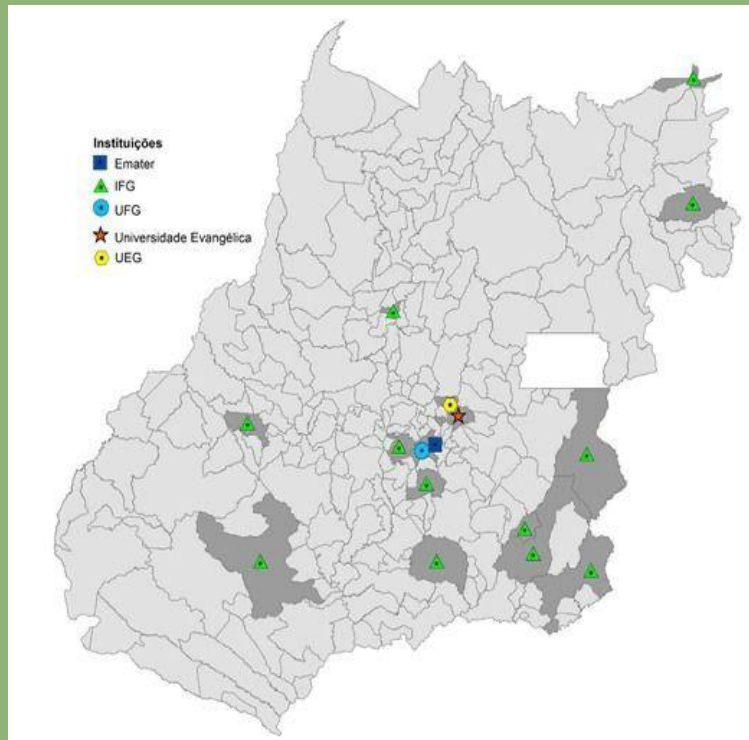 Instituições
Emater
IFG
UFG
Universidade Evangélica
UEG